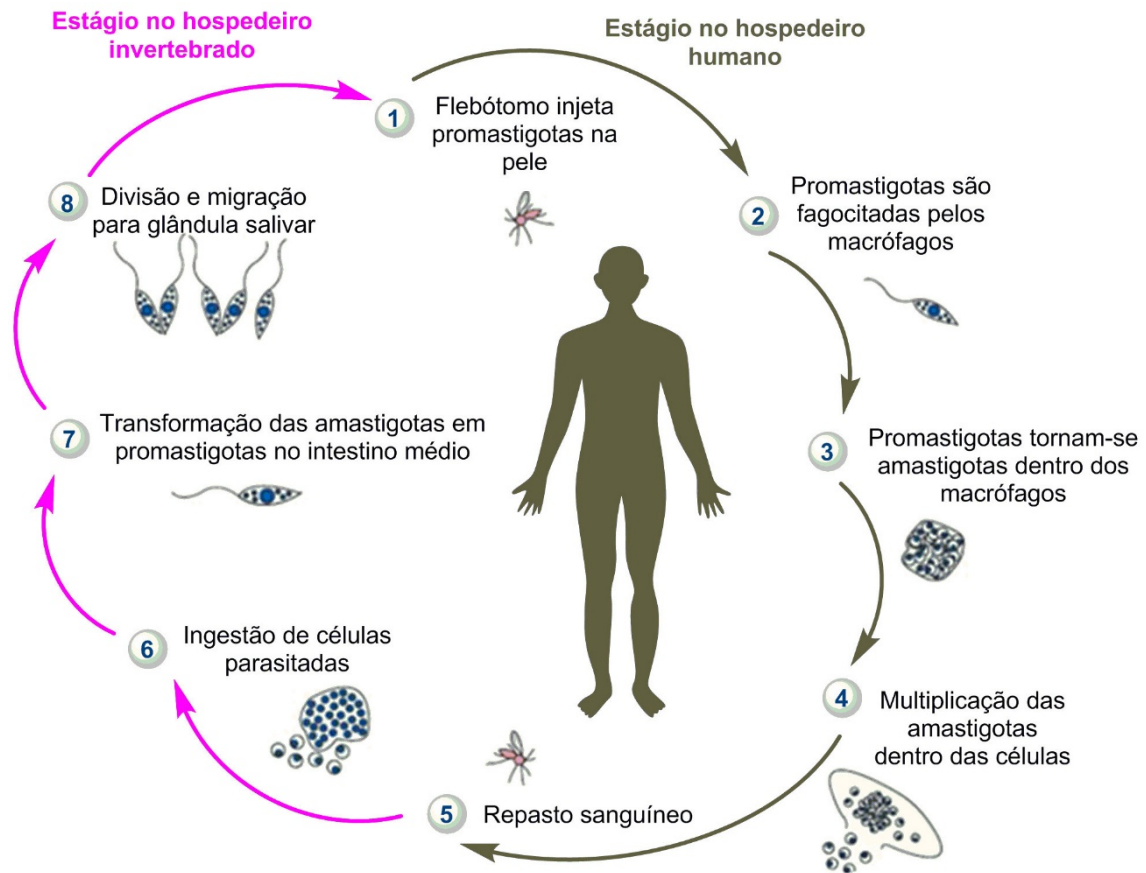 Estágio no hospedeiro
invertebrado
Estágio no hospedeiro
humano
1
Flebótomo injeta
promastigotas na
pele
2
Promastigotas são
fagocitadas pelos
macrófagos
3
Promastigotas tornam-se
amastigotas dentro dos
macrófagos
4
Multiplicação das
amastigotas
dentro das células
5
Repasto sanguíneo
6
Ingestão de células
parasitadas
7
Transformação das amastigotas em
promastigotas no intestino médio
8
Divisão e migração
para glândula salivar